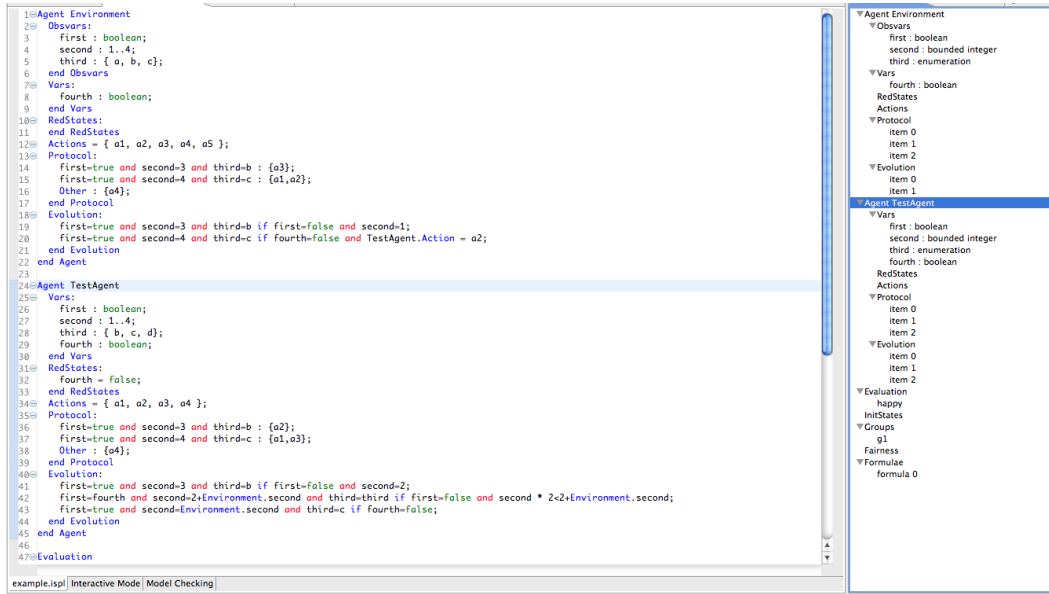 1 Agent Environment
2 Obsvars:
3 first : boolean;
4 second : 1..4;
5 third : { a, b, c};
6 end Obsvars
7 Vars:
8 fourth : boolean;
9 end Vars
10 RedStates:
11 end RedStates
12 Actions = { a1, a2, a3, a4, a5 };
13 Protocol:
14 first=true and second=3 and third=b : {a3};
15 first=true and second=4 and third=c : {a1,a2};
16 Other : {a4};
17 end Protocol
18 Evolution:
19 first=true and second=3 and third=b if first=false and second=1;
20 first=true and second=4 and third=c if fourth=false and TestAgent.Action = a2;
21 end Evolution
22 end Agent
23
24 Agent TestAgent
25 Vars:
26 first : boolean;
27 second : 1..4;
28 third : { b, c, d};
29 fourth : boolean;
30 end Vars
31 RedStates:
32 fourth = false;
33 end RedStates
34 Actions = { a1, a2, a3, a4 };
35 Protocol:
36 first=true and second=3 and third=b : {a2};
37 first=true and second=4 and third=c : {a1,a3};
38 Other : {a4};
39 end Protocol
40 Evolution:
41 first=true and second=3 and third=b if first=false and second=2;
42 first=fourth and second=2+Environment.second and third=third if first=false and second * 2<2+Environment.second;
43 first=true and second=Environment.second and third=c if fourth=false;
44 end Evolution
45 end Agent
46
47 Evaluation
example.ispl Interactive Mode Model Checking
Agent Environment
Obsvars
first : boolean
second : bounded integer
third : enumeration
Vars
fourth : boolean
RedStates
Actions
Protocol
item 0
item 1
item 2
Evolution
item 0
item 1
Agent TestAgent
Vars
first : boolean
second : bounded integer
third : enumeration
fourth : boolean
RedStates
Actions
Protocol
item 0
item 1
item 2
Evolution
item 0
item 1
item 2
Evaluation
happy
InitStates
Groups
g1
Fairness
Formulae
formula 0